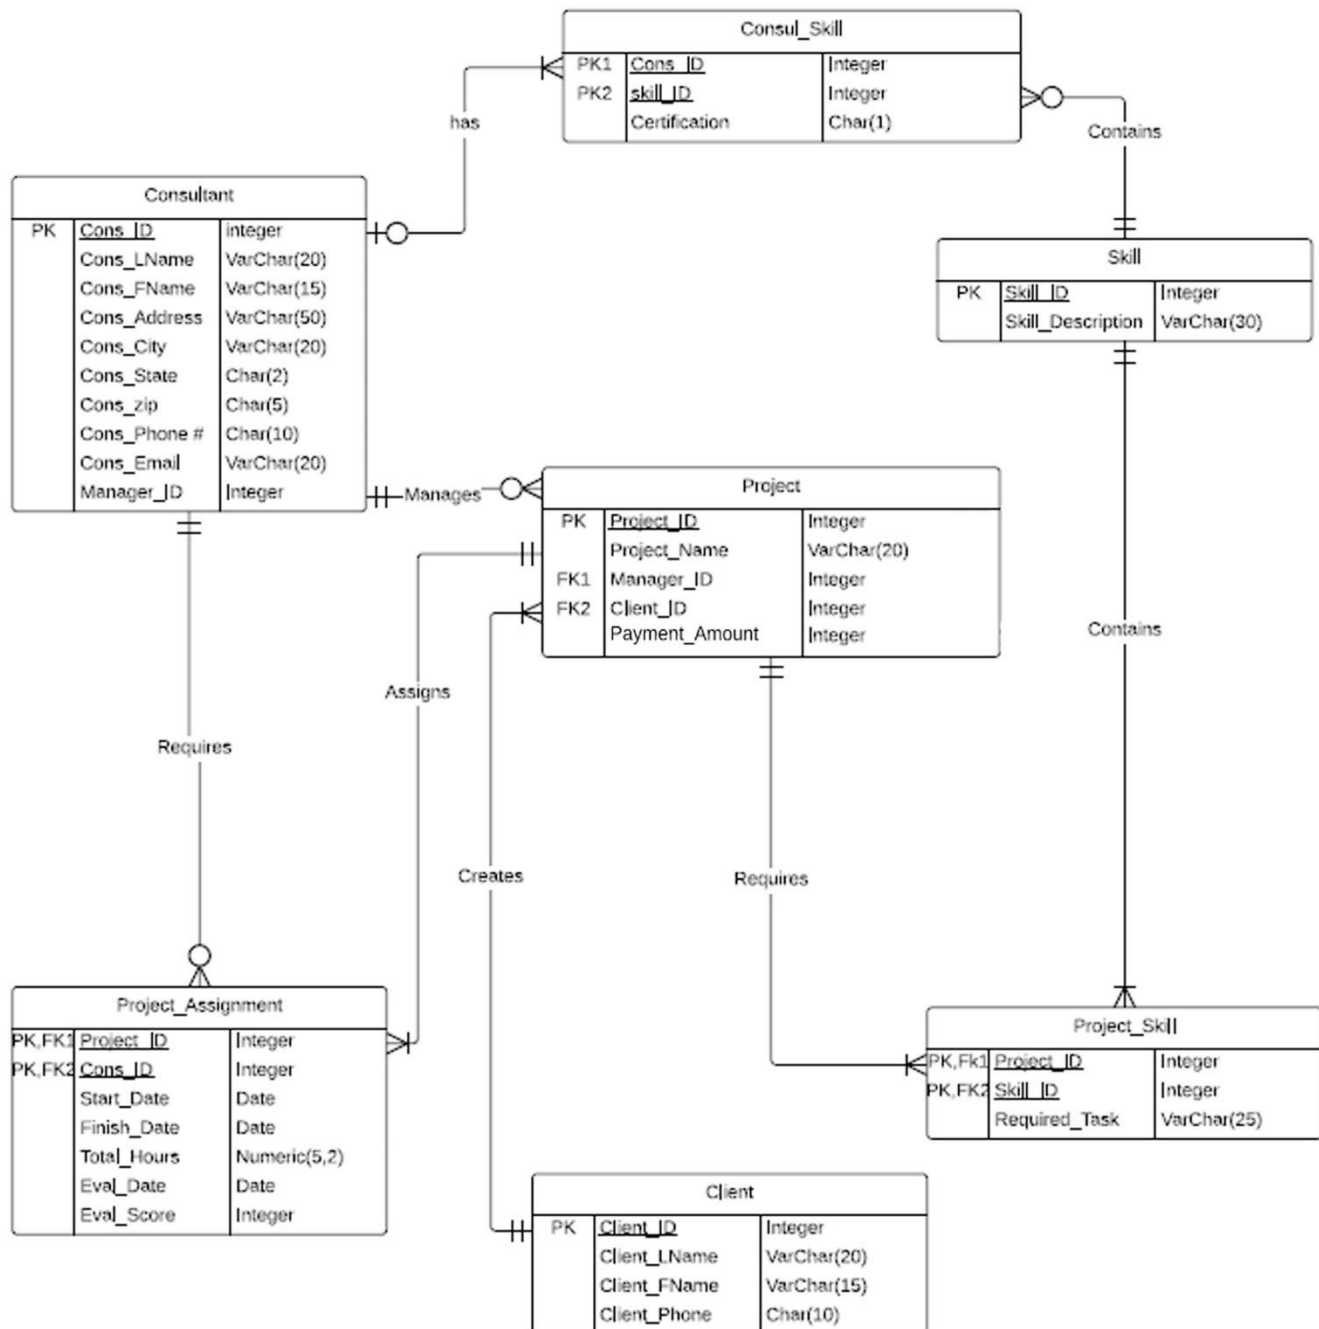 Consul_Skill
PK1 Cons_ID Integer
PK2 skill_ID Integer
Certification Char(1)
has
Contains
Consultant
PK Cons_ID integer
Cons_LName VarChar(20)
Cons_FName VarChar(15)
Cons_Address VarChar(50)
Cons_City VarChar(20)
Cons_State Char(2)
Cons_zip Char(5)
Cons_Phone # Char(10)
Cons_Email VarChar(20)
Manager_ID Integer
Skill
PK Skill_ID Integer
Skill_Description VarChar(30)
Manages
Project
PK Project_ID Integer
Project_Name VarChar(20)
FK1 Manager_ID Integer
FK2 Client_ID Integer
Payment_Amount Integer
Contains
Assigns
Requires
Creates
Requires
Project_Assignment
PK,FK1 Project_ID Integer
PK,FK2 Cons_ID Integer
Start_Date Date
Finish_Date Date
Total_Hours Numeric(5,2)
Eval_Date Date
Eval_Score Integer
Project_Skill
PK,Fk1 Project_ID Integer
PK,FK2 Skill_ID Integer
Required_Task VarChar(25)
Client
PK Client_ID Integer
Client_LName VarChar(20)
Client_FName VarChar(15)
Client_Phone Char(10)